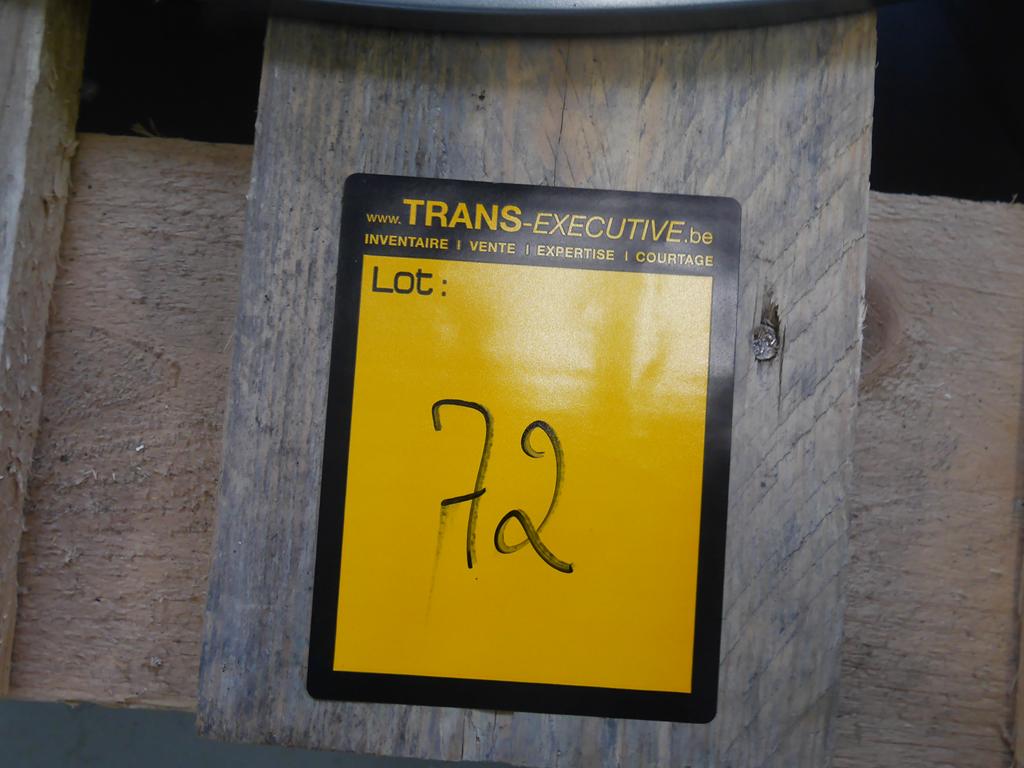 www.TRANS-EXECUTIVE.be
INVENTAIRE | VENTE | EXPERTISE | COURTAGE
Lot:
72